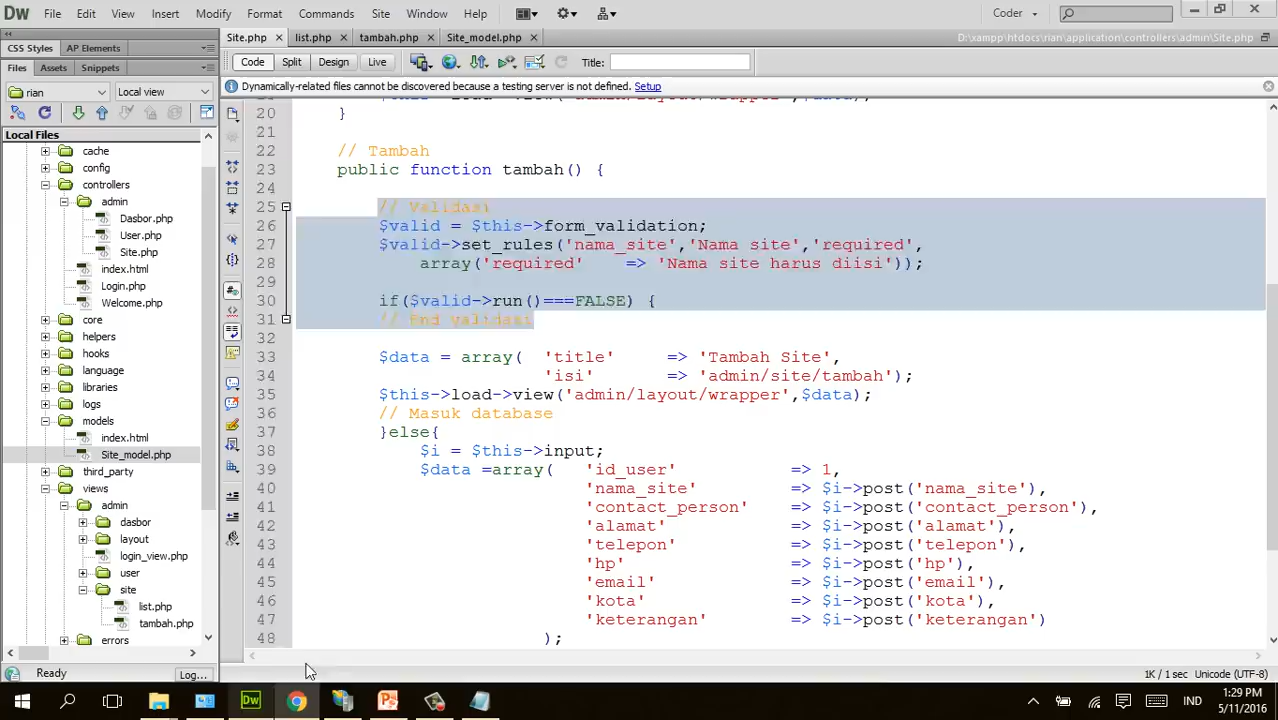 Dw File Edit View Insert Modify Format Commands Site Window Help Coder
Site.php × list.php × tambah.php × Site_model.php × D:\xampp\htdocs\rian\application\controllers\admin\Site.php
CSS Styles AP Elements
Code Split Design Live Title:
Files Assets Snippets
rian Local view
Dynamically-related files cannot be discovered because a testing server is not defined. Setup
Local Files
cache
config
controllers
admin
Dasbor.php
User.php
Site.php
index.html
Login.php
Welcome.php
core
helpers
hooks
language
libraries
logs
models
index.html
Site_model.php
third_party
views
admin
dasbor
layout
login_view.php
user
site
list.php
tambah.php
errors
20 }
21
22 // Tambah
23 public function tambah() {
24
25 // Validasi
26 $valid = $this->form_validation;
27 $valid->set_rules('nama_site','Nama site','required',
28 array('required' => 'Nama site harus diisi'));
29
30 if($valid->run()===FALSE) {
31 // End validasi
32
33 $data = array( 'title' => 'Tambah Site',
34 'isi' => 'admin/site/tambah');
35 $this->load->view('admin/layout/wrapper',$data);
36 // Masuk database
37 }else{
38 $i = $this->input;
39 $data =array( 'id_user' => 1,
40 'nama_site' => $i->post('nama_site'),
41 'contact_person' => $i->post('contact_person'),
42 'alamat' => $i->post('alamat'),
43 'telepon' => $i->post('telepon'),
44 'hp' => $i->post('hp'),
45 'email' => $i->post('email'),
46 'kota' => $i->post('kota'),
47 'keterangan' => $i->post('keterangan')
48 );
Ready Log... 1K / 1 sec Unicode (UTF-8)
Dw IND 1:29 PM
5/11/2016